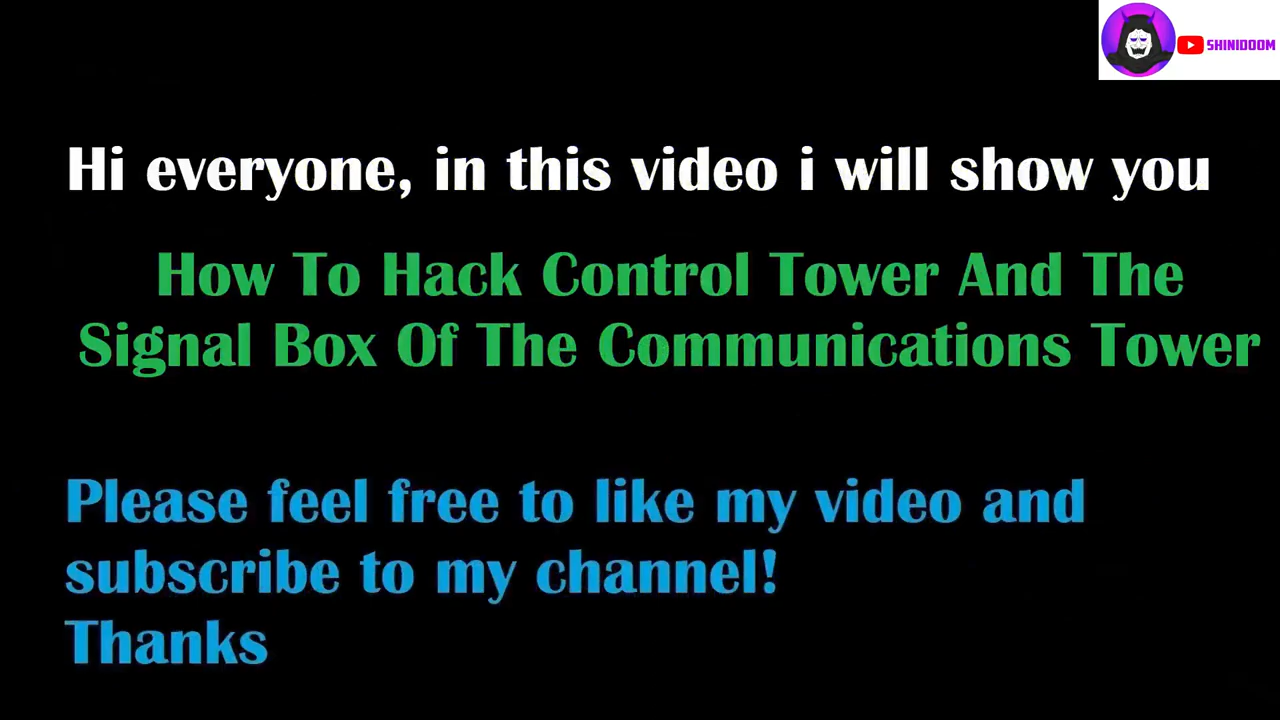 SHINIDOOM
Hi everyone, in this video i will show you
How To Hack Control Tower And The
Signal Box Of The Communications Tower
Please feel free to like my video and
subscribe to my channel!
Thanks